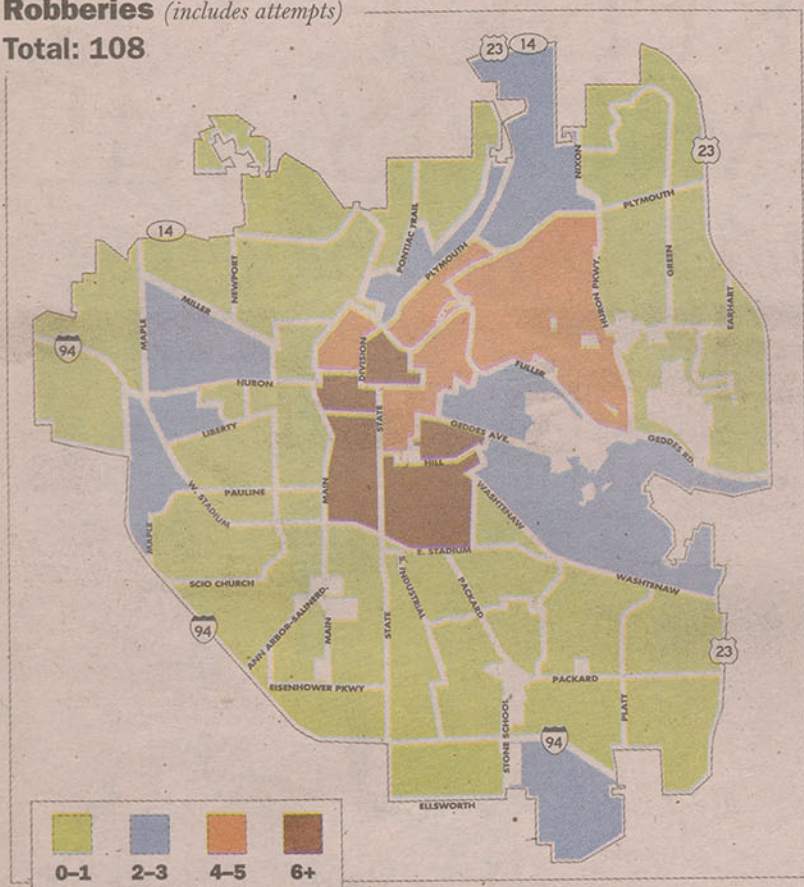 Robberies (includes attempts)
Total: 108
23
14
NIXON
23
PLYMOUTH
PONTIAC TRAIL
14
PLYMOUTH
GREEN
NEWPORT
HURON PKWY.
EARHART
MILLER
MAPLE
94
DIVISION
FULLER
HURON
STATE
LIBERTY
GEDDES AVE.
GEDDES RD.
HILL
W. STADIUM
PAULINE
MAIN
WASHTENAW
MAPLE
E. STADIUM
SCIO CHURCH
S. INDUSTRIAL
PACKARD
WASHTENAW
94
ANN ARBOR-SALINE RD.
MAIN
STATE
23
EISENHOWER PKWY
PACKARD
PLATT
STONE SCHOOL
94
ELLSWORTH
0–1
2–3
4–5
6+